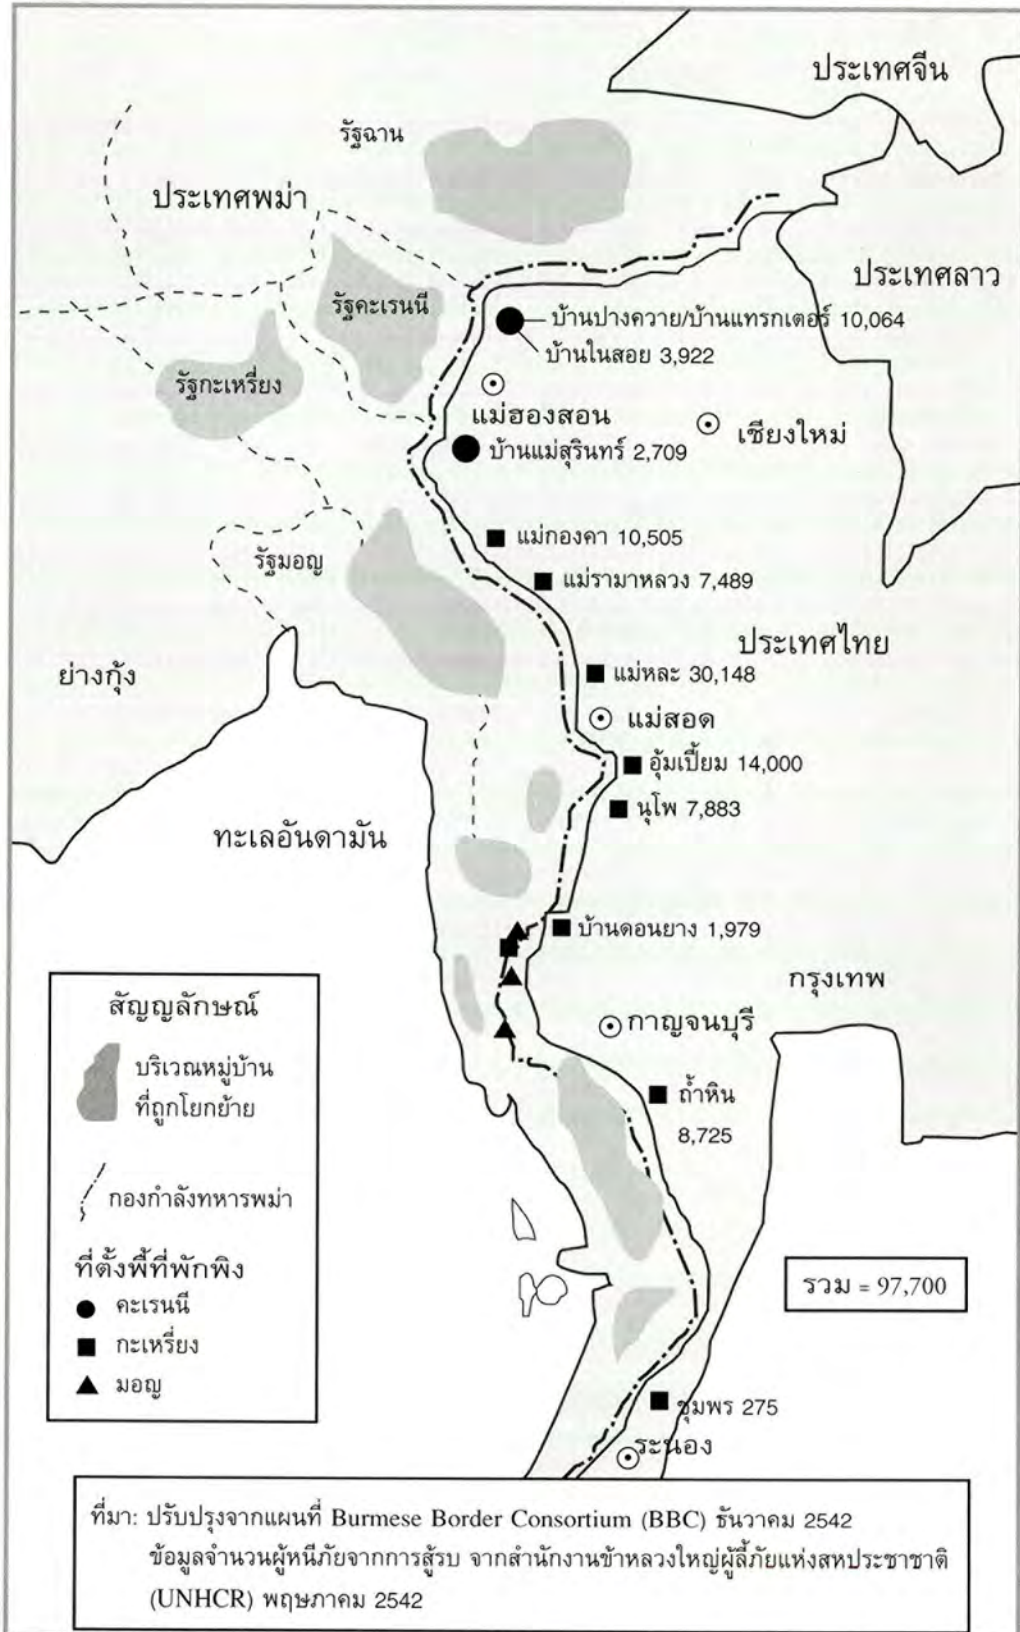 ประเทศจีน
รัฐฉาน
ประเทศพม่า
ประเทศลาว
รัฐคะเรนนี
บ้านปางควาย/บ้านแทรกเตอร์ 10,064
บ้านในสอย 3,922
รัฐกะเหรี่ยง
แม่ฮองสอน
เชียงใหม่
บ้านแม่สุรินทร์ 2,709
แม่กองคา 10,505
รัฐมอญ
แม่รามาหลวง 7,489
ประเทศไทย
ย่างกุ้ง
แม่หละ 30,148
แม่สอด
อุ้มเปี้ยม 14,000
นุโพ 7,883
ทะเลอันดามัน
บ้านดอนยาง 1,979
กรุงเทพ
กาญจนบุรี
ถ้ำหิน
8,725
สัญญลักษณ์
บริเวณหมู่บ้าน
ที่ถูกโยกย้าย
กองกำลังทหารพม่า
ที่ตั้งพื้ที่พักพิง
คะเรนนี
กะเหรี่ยง
มอญ
รวม = 97,700
ชุมพร 275
ระนอง
ที่มา: ปรับปรุงจากแผนที่ Burmese Border Consortium (BBC) ธันวาคม 2542
ข้อมูลจำนวนผู้หนีภัยจากการสู้รบ จากสำนักงานข้าหลวงใหญ่ผู้ลี้ภัยแห่งสหประชาชาติ
(UNHCR) พฤษภาคม 2542